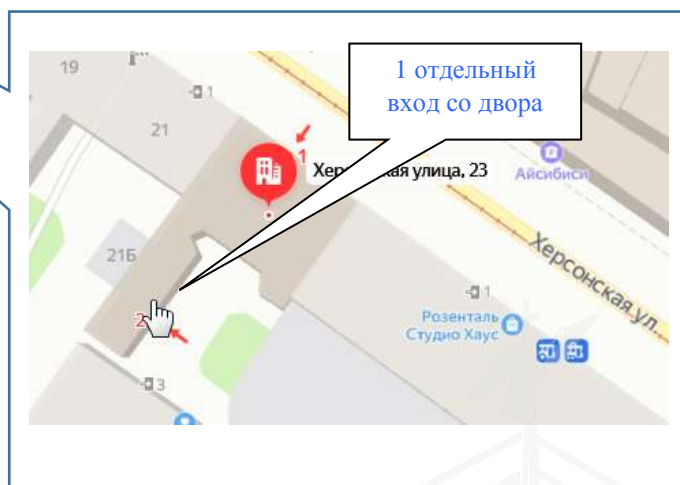 1 отдельный
вход со двора
19
1
21
1
Херсонская улица, 23
Айсибиси
21Б
Херсонская ул.
1
Розенталь
Студио Хаус
2
3